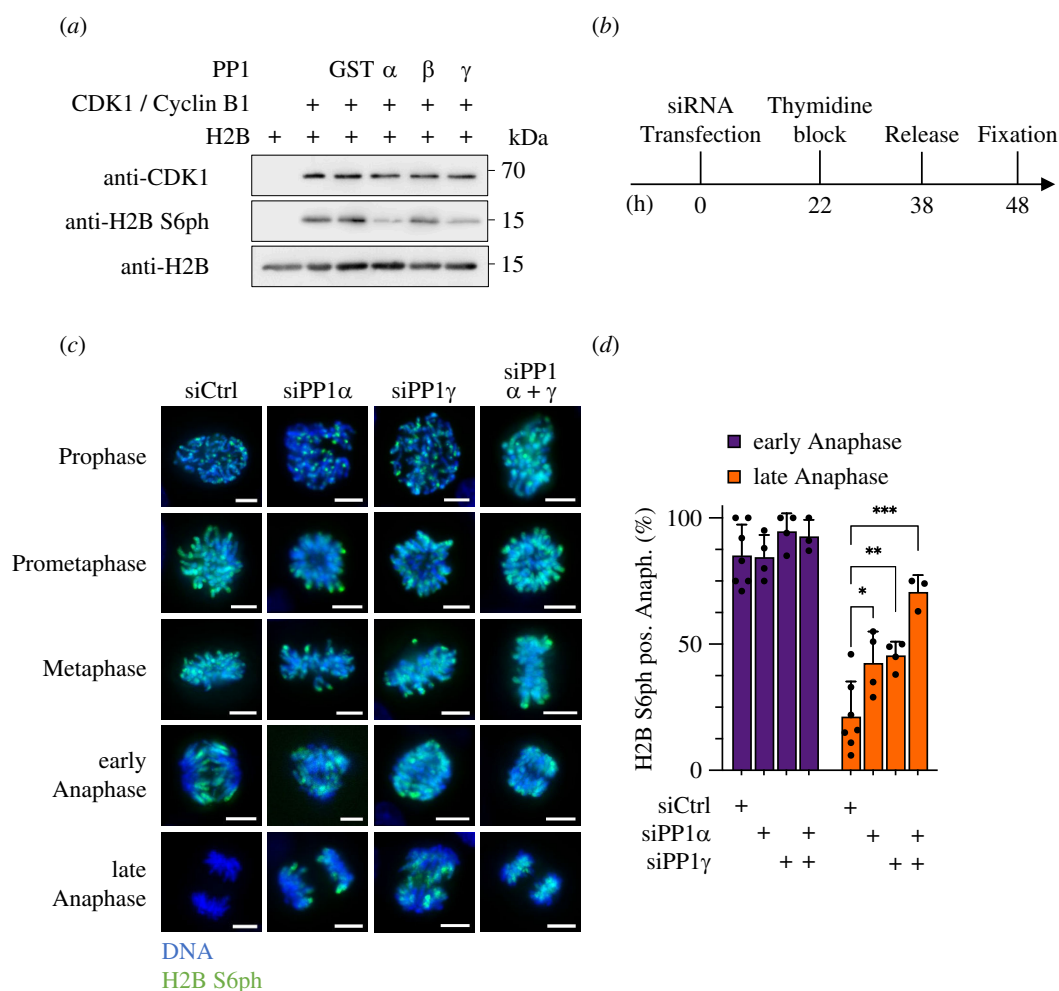 (a)
PP1 GST α β γ
CDK1 / Cyclin B1 + + + + +
H2B + + + + + + kDa
anti-CDK1 70
anti-H2B S6ph 15
anti-H2B 15
(b)
siRNA Transfection Thymidine block Release Fixation
(h) 0 22 38 48
(c)
siCtrl siPP1α siPP1γ siPP1 α + γ
Prophase
Prometaphase
Metaphase
early
Anaphase
late
Anaphase
DNA
H2B S6ph
(d)
early Anaphase
late Anaphase
H2B S6ph pos. Anaph. (%)
100
50
0
* ** ***
siCtrl + +
siPP1α + + + +
siPP1γ + + + +